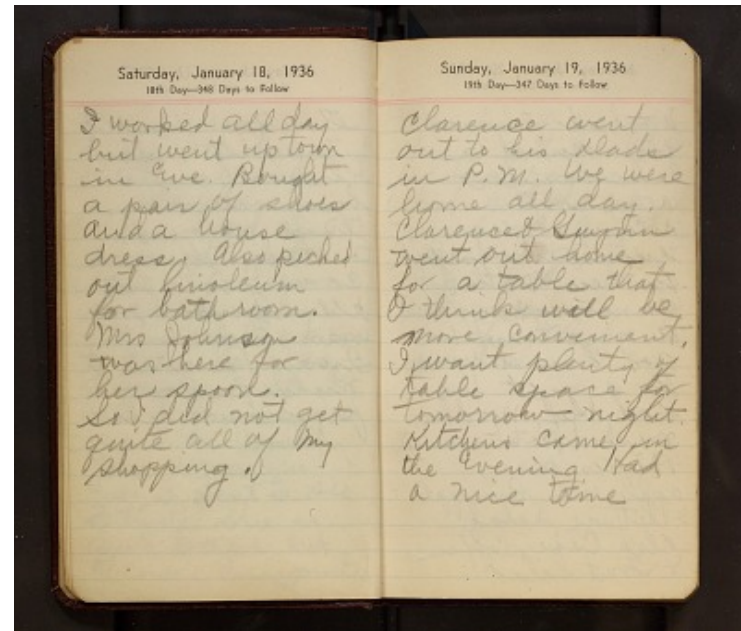 Saturday, January 18, 1936
18th Day—348 Days to Follow
I worked all day
but went up town
in Eve. Bought
a pair of shoes
and a house
dress. Also picked
out linoleum
for bathroom.
Mrs Johnson
was here for
her spoon.
So I did not get
quite all of my
shopping.
Sunday, January 19, 1936
19th Day—347 Days to Follow
Clarence went
out to his Dads
in P.M. We were
home all day.
Clarence &
went out home
for a table that
I think will be
more convenient.
I want plenty of
table space for
tomorrow night.
Kitchens came in
the Evening Had
a nice time